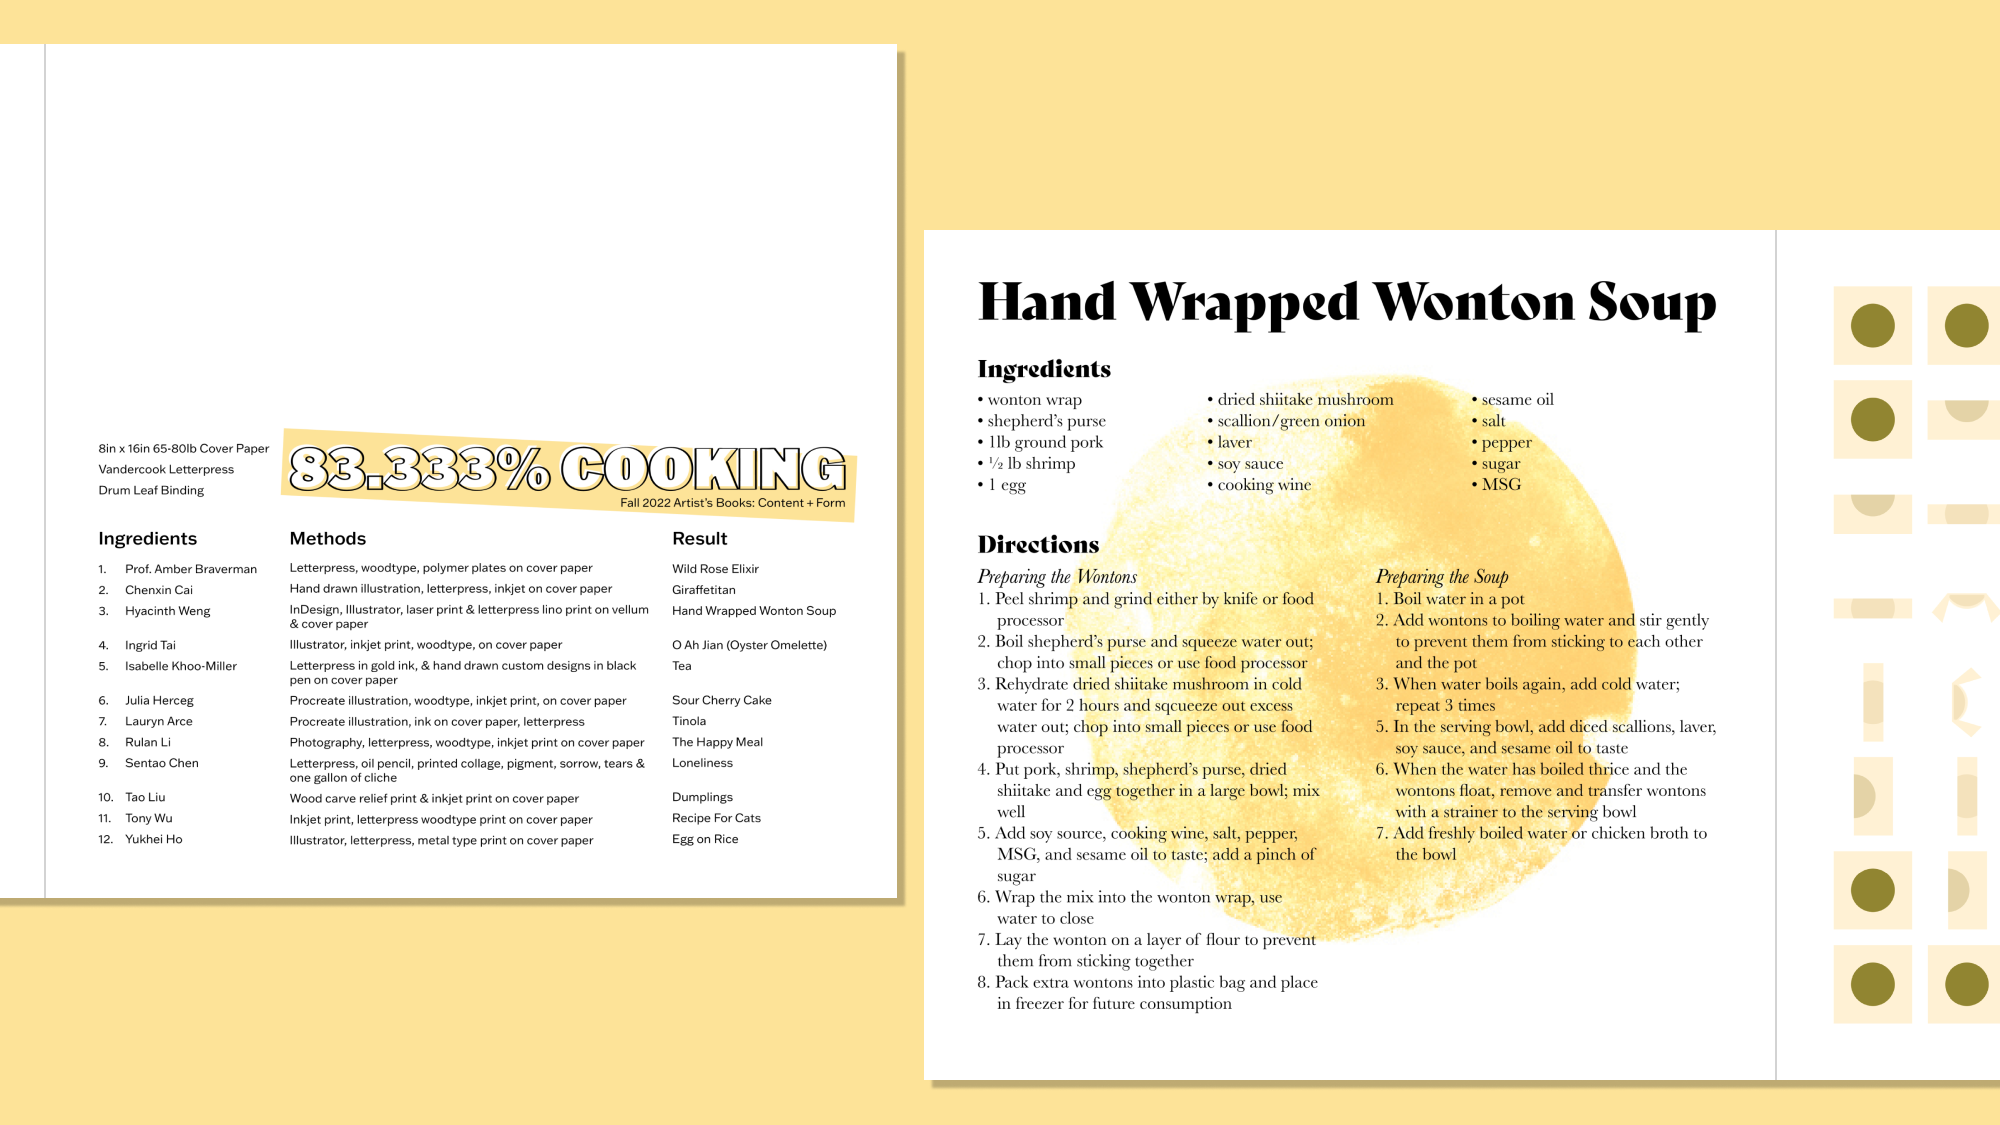 8in x 16in 65-80lb Cover Paper
Vandercook Letterpress
Drum Leaf Binding
83.333% COOKING
Fall 2022 Artist's Books: Content + Form
Ingredients Methods Result
1. Prof. Amber Braverman Letterpress, woodtype, polymer plates on cover paper Wild Rose Elixir
2. Chenxin Cai Hand drawn illustration, letterpress, inkjet on cover paper Giraffetitan
3. Hyacinth Weng InDesign, Illustrator, laser print & letterpress lino print on vellum Hand Wrapped Wonton Soup
& cover paper
4. Ingrid Tai Illustrator, inkjet print, woodtype, on cover paper O Ah Jian (Oyster Omelette)
5. Isabelle Khoo-Miller Letterpress in gold ink, & hand drawn custom designs in black Tea
pen on cover paper
6. Julia Herceg Procreate illustration, woodtype, inkjet print, on cover paper Sour Cherry Cake
7. Lauryn Arce Procreate illustration, ink on cover paper, letterpress Tinola
8. Rulan Li Photography, letterpress, woodtype, inkjet print on cover paper The Happy Meal
9. Sentao Chen Letterpress, oil pencil, printed collage, pigment, sorrow, tears & Loneliness
one gallon of cliche
10. Tao Liu Wood carve relief print & inkjet print on cover paper Dumplings
11. Tony Wu Inkjet print, letterpress woodtype print on cover paper Recipe For Cats
12. Yukhei Ho Illustrator, letterpress, metal type print on cover paper Egg on Rice
Hand Wrapped Wonton Soup
Ingredients
• wonton wrap
• shepherd's purse
• 1lb ground pork
• ½ lb shrimp
• 1 egg
• dried shiitake mushroom
• scallion/green onion
• laver
• soy sauce
• cooking wine
• sesame oil
• salt
• pepper
• sugar
• MSG
Directions
Preparing the Wontons
1. Peel shrimp and grind either by knife or food
processor
2. Boil shepherd's purse and squeeze water out;
chop into small pieces or use food processor
3. Rehydrate dried shiitake mushroom in cold
water for 2 hours and sqcueeze out excess
water out; chop into small pieces or use food
processor
4. Put pork, shrimp, shepherd's purse, dried
shiitake and egg together in a large bowl; mix
well
5. Add soy source, cooking wine, salt, pepper,
MSG, and sesame oil to taste; add a pinch of
sugar
6. Wrap the mix into the wonton wrap, use
water to close
7. Lay the wonton on a layer of flour to prevent
them from sticking together
8. Pack extra wontons into plastic bag and place
in freezer for future consumption
Preparing the Soup
1. Boil water in a pot
2. Add wontons to boiling water and stir gently
to prevent them from sticking to each other
and the pot
3. When water boils again, add cold water;
repeat 3 times
5. In the serving bowl, add diced scallions, laver,
soy sauce, and sesame oil to taste
6. When the water has boiled thrice and the
wontons float, remove and transfer wontons
with a strainer to the serving bowl
7. Add freshly boiled water or chicken broth to
the bowl